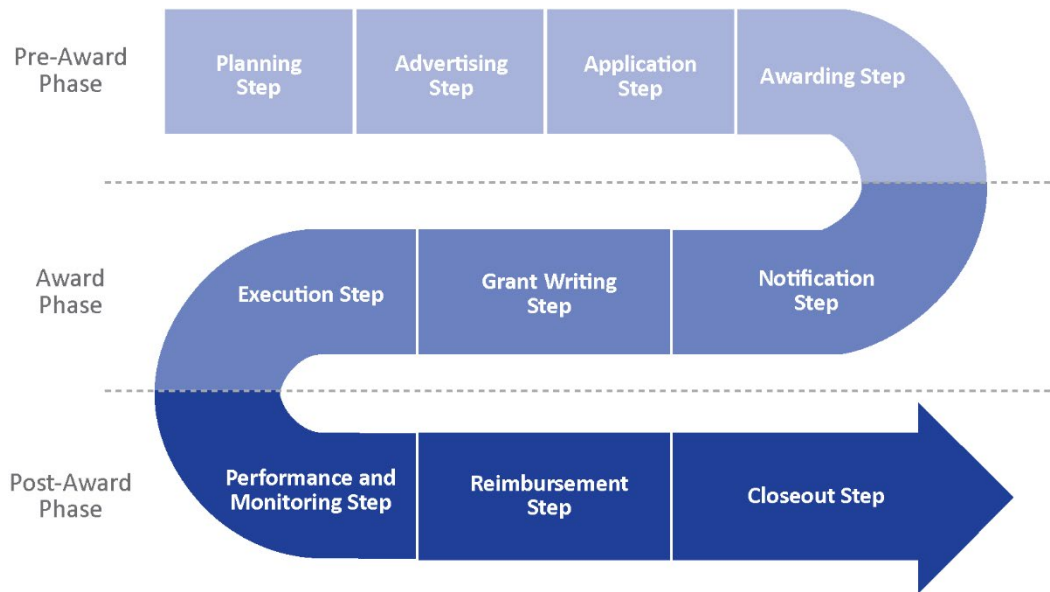 Pre-Award
Phase
Planning
Step
Advertising
Step
Application
Step
Awarding Step
Award
Phase
Execution Step
Grant Writing
Step
Notification
Step
Post-Award
Phase
Performance and
Monitoring Step
Reimbursement
Step
Closeout Step